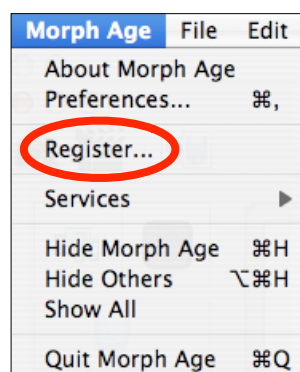 Morph Age File Edit
About Morph Age
Preferences... ⌘,
Register...
Services ▶
Hide Morph Age ⌘H
Hide Others ⌥⌘H
Show All
Quit Morph Age ⌘Q